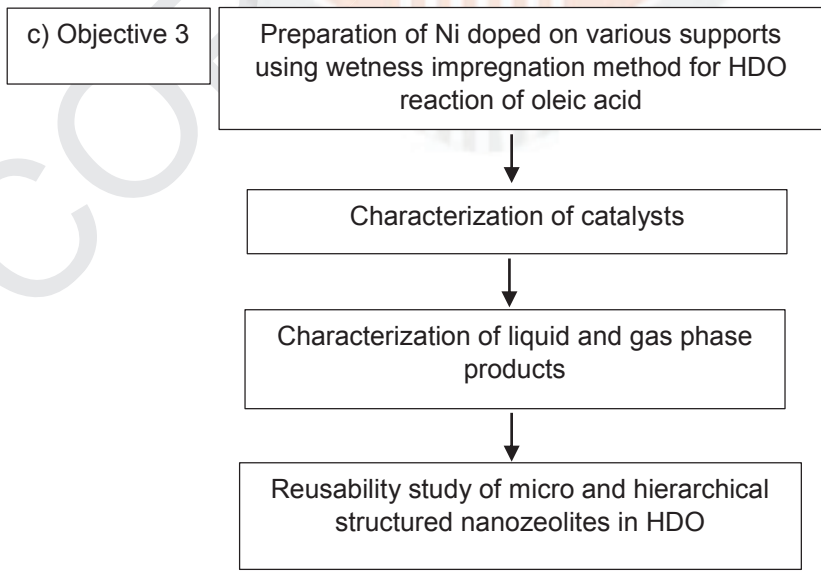 c) Objective 3
Preparation of Ni doped on various supports
using wetness impregnation method for HDO
reaction of oleic acid
Characterization of catalysts
Characterization of liquid and gas phase
products
Reusability study of micro and hierarchical
structured nanozeolites in HDO